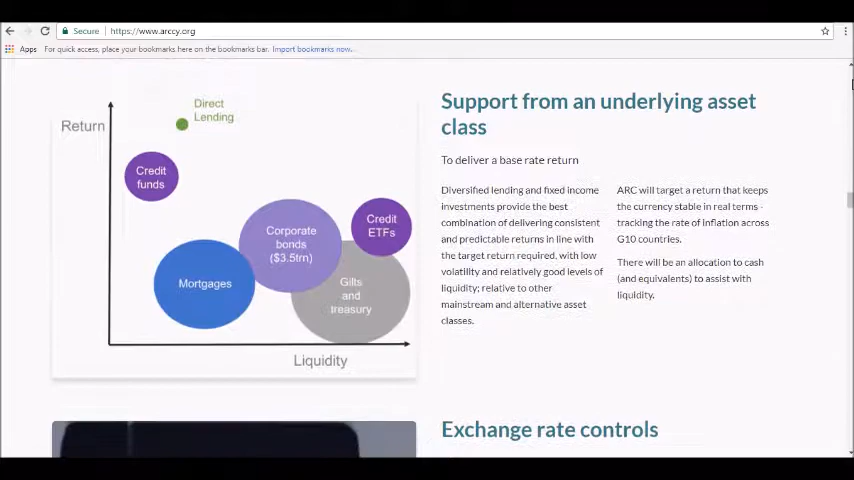 Secure
https://www.arccy.org
Apps
For quick access, place your bookmarks here on the bookmarks bar. Import bookmarks now...
Return
Direct
Lending
Credit
funds
Corporate
bonds
($3.5trn)
Credit
ETFs
Mortgages
Gilts
and
treasury
Liquidity
Support from an underlying asset
class
To deliver a base rate return
Diversified lending and fixed income
investments provide the best
combination of delivering consistent
and predictable returns in line with
the target return required, with low
volatility and relatively good levels of
liquidity; relative to other
mainstream and alternative asset
classes.
ARC will target a return that keeps
the currency stable in real terms -
tracking the rate of inflation across
G10 countries.
There will be an allocation to cash
(and equivalents) to assist with
liquidity.
Exchange rate controls